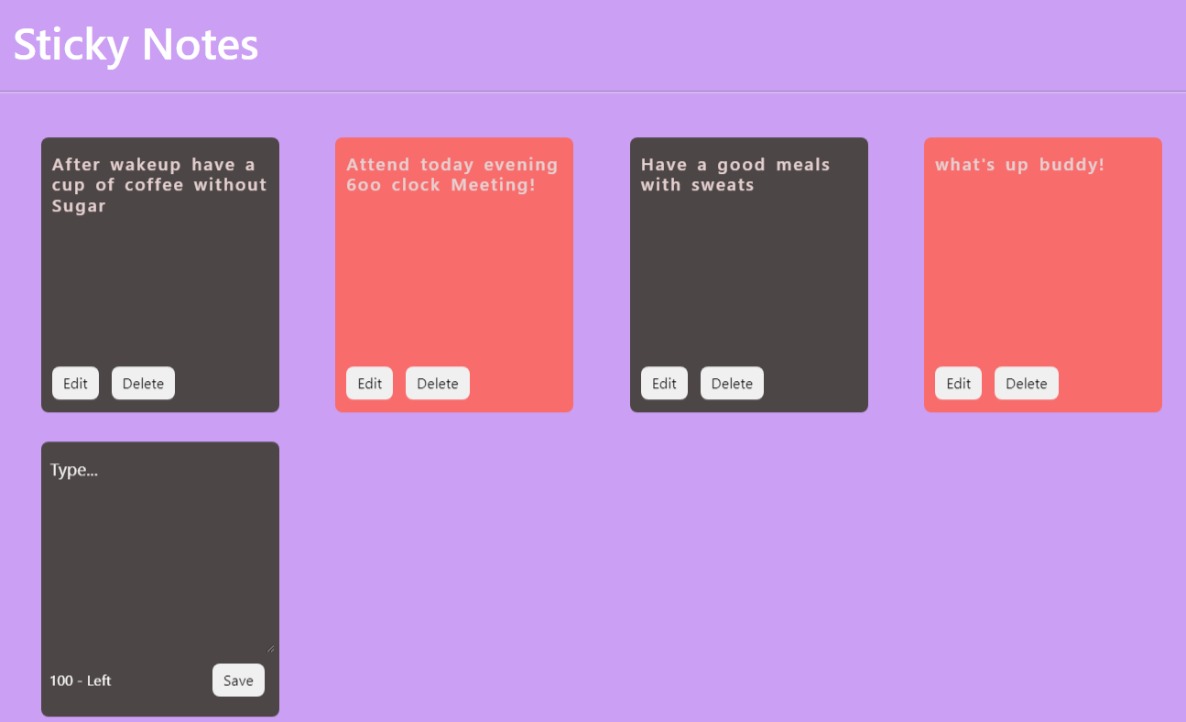 Sticky Notes
After wakeup have a
cup of coffee without
Sugar
Edit Delete
Attend today evening
6oo clock Meeting!
Edit Delete
Have a good meals
with sweats
Edit Delete
what's up buddy!
Edit Delete
Type...
100 - Left Save